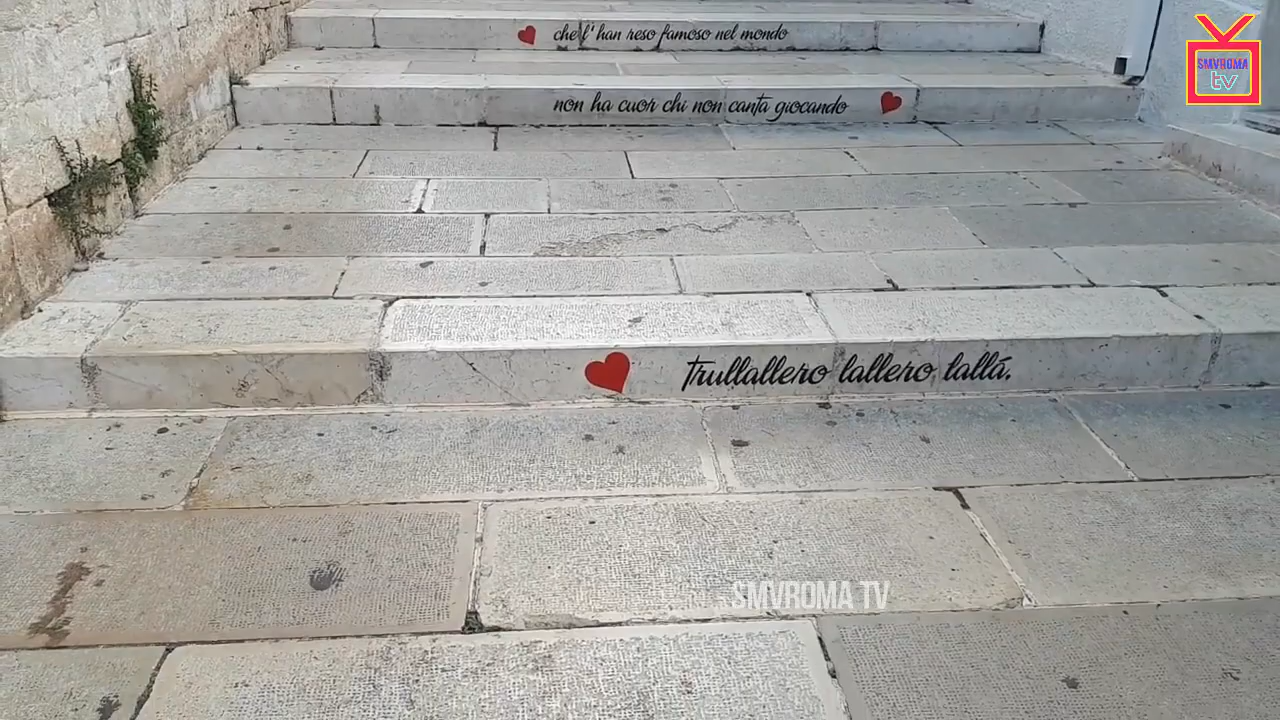 SMVROMA
tv
che l'han reso famoso nel mondo
non ha cuor chi non canta giocando
Trullallero lallero lallá.
SMVROMA TV